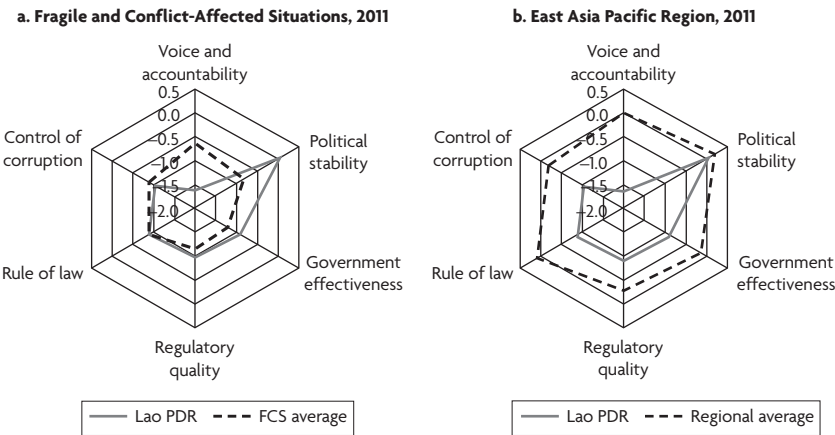 a. Fragile and Conflict-Affected Situations, 2011
Voice and
accountability
0.5
0.0
–0.5
–1.0
–1.5
–2.0
Political
stability
Government
effectiveness
Regulatory
quality
Rule of law
Control of
corruption
Lao PDR
FCS average
b. East Asia Pacific Region, 2011
Voice and
accountability
0.5
0.0
–0.5
–1.0
–1.5
–2.0
Political
stability
Government
effectiveness
Regulatory
quality
Rule of law
Control of
corruption
Lao PDR
Regional average